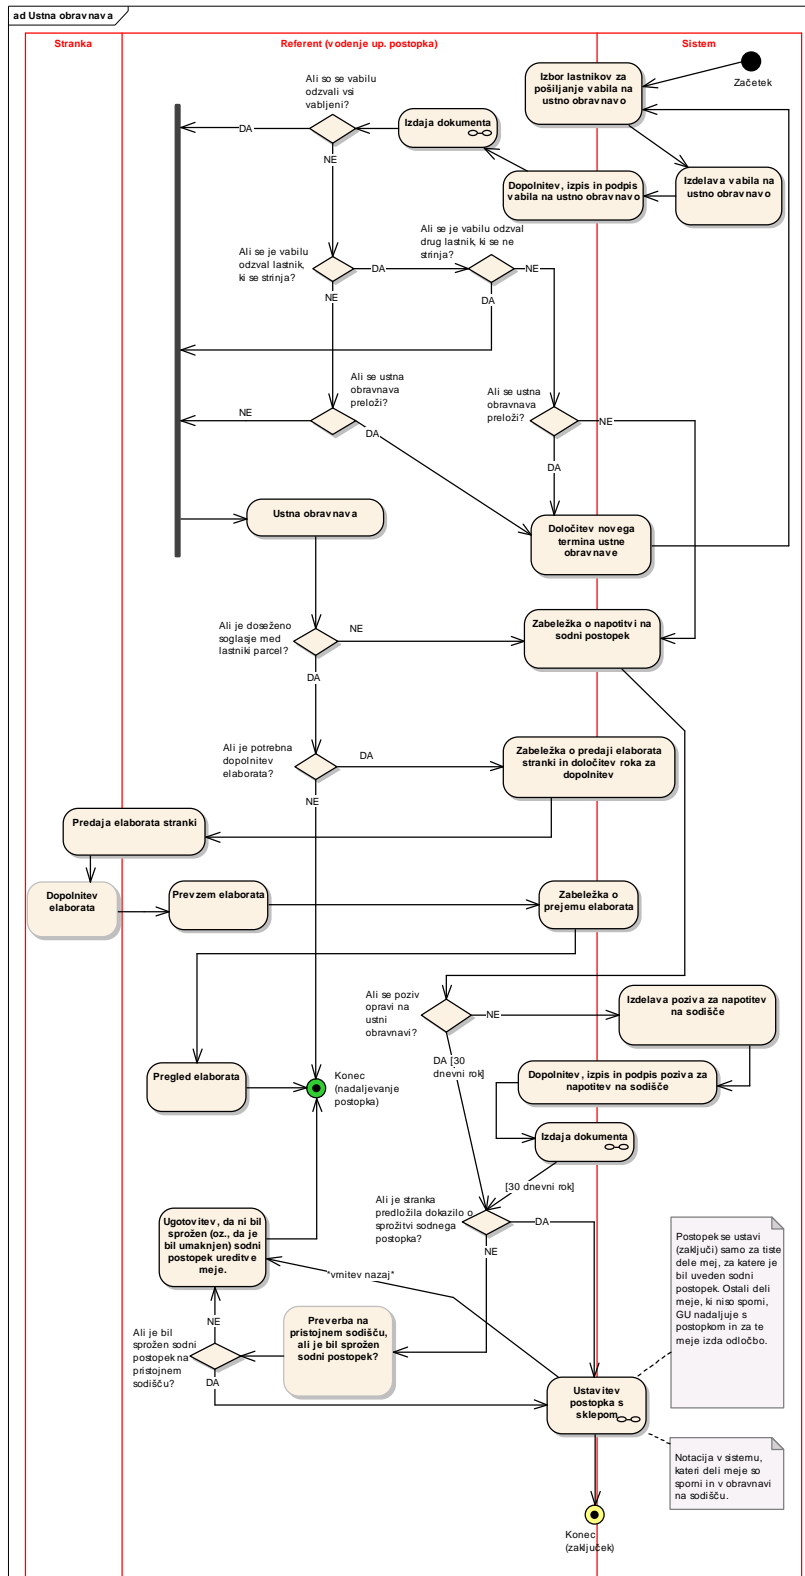 ad Ustna obravnava
Stranka
Referent (vodenje up. postopka)
Sistem
Začetek
Izbor lastnikov za
pošiljanje vabila na
ustno obravnavo
Ali so se vabilu
odzvali vsi
vabljeni?
Izdaja dokumenta
DA
NE
Izdelava vabila na
ustno obravnavo
Dopolnitev, izpis in podpis
vabila na ustno obravnavo
Ali se je vabilu
odzval lastnik,
ki se strinja?
Ali se je vabilu odzval
drug lastnik, ki se ne
strinja?
DA
NE
NE
DA
Ali se ustna
obravnava
preloži?
Ali se ustna
obravnava
preloži?
NE
DA
NE
DA
Ustna obravnava
Določitev novega
termina ustne
obravnave
Ali je doseženo
soglasje med
lastniki parcel?
NE
DA
Zabeležka o napotitvi na
sodni postopek
Ali je potrebna
dopolnitev
elaborata?
DA
NE
Zabeležka o predaji elaborata
stranki in določitev roka za
dopolnitev
Predaja elaborata stranki
Dopolnitev
elaborata
Prevzem elaborata
Zabeležka o
prejemu elaborata
Ali se poziv
opravi na
ustni
obravnavi?
NE
Izdelava poziva za napotitev
na sodišče
DA [30
dnevni rok]
Pregled elaborata
Konec
(nadaljevanje
postopka)
Dopolnitev, izpis in podpis poziva za
napotitev na sodišče
Izdaja dokumenta
[30 dnevni rok]
Ali je stranka
predložila dokazilo o
sprožitvi sodnega
postopka?
DA
NE
Ugotovitev, da ni bil
sprožen (oz., da je
bil umaknjen) sodni
postopek ureditve
meje.
*vrnitev nazaj*
Postopek se ustavi
(zaključi) samo za tiste
dele mej, za katere je
bil uveden sodni
postopek. Ostali deli
meje, ki niso sporni,
GU nadaljuje s
postopkom in za te
meje izda odločbo.
NE
Ali je bil
sprožen sodni
postopek na
pristojnem
sodišču?
DA
Preverba na
pristojnem sodišču,
ali je bil sprožen
sodni postopek?
Ustavitev
postopka s
sklepom
Notacija v sistemu,
kateri deli meje so
sporni in v obravnavi
na sodišču.
Konec
(zaključek)